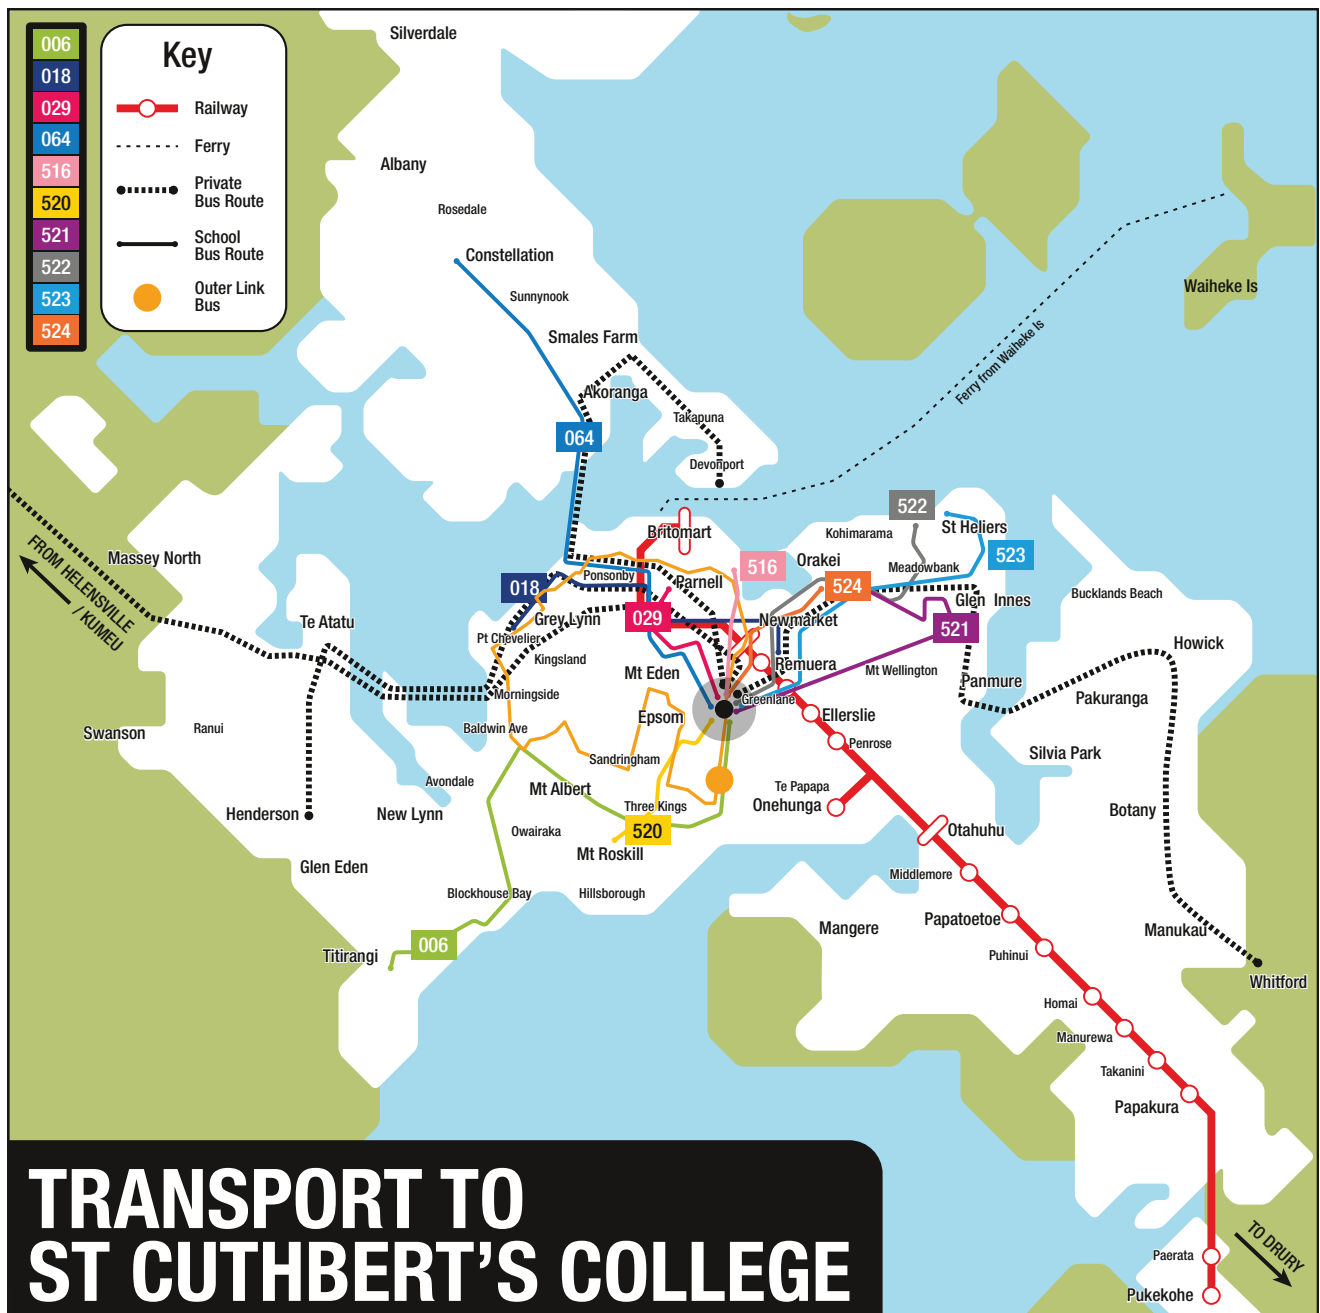 006
018
029
064
516
520
521
522
523
524
Key
Railway
Ferry
Private
Bus Route
School
Bus Route
Outer Link
Bus
Silverdale
Albany
Rosedale
Constellation
Sunnynook
Smales Farm
Akoranga
Takapuna
Devonport
064
Waiheke Is
Ferry from Waiheke Is
FROM HELENSVILLE
/ KUMEU
Massey North
Te Atatu
Swanson
Ranui
Henderson
New Lynn
Avondale
Glen Eden
Titirangi
006
Blockhouse Bay
Hillsborough
Owairaka
Mt Roskill
520
Three Kings
Mt Albert
Sandringham
Baldwin Ave
Morningside
Kingsland
Pt Chevelier
Grey Lynn
018
Ponsonby
Britomart
Parnell
029
516
Mt Eden
Epsom
Newmarket
Remuera
Greenlane
Orakei
524
Kohimarama
522
Meadowbank
St Heliers
523
Glen Innes
521
Mt Wellington
Panmure
Bucklands Beach
Howick
Pakuranga
Silvia Park
Botany
Manukau
Whitford
Ellerslie
Penrose
Te Papapa
Onehunga
Otahuhu
Middlemore
Mangere
Papatoetoe
Puhinui
Homai
Manurewa
Takanini
Papakura
Paerata
Pukekohe
TO DRURY
TRANSPORT TO
ST CUTHBERT'S COLLEGE